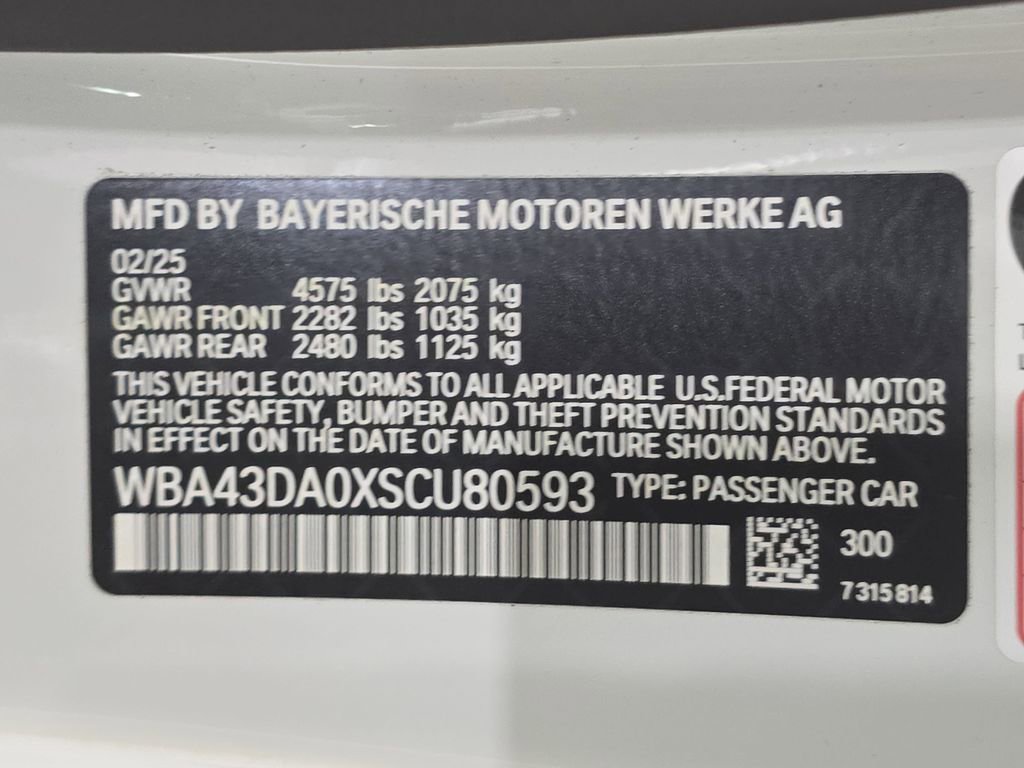 MFD BY BAYERISCHE MOTOREN WERKE AG
02/25
GVWR 4575 lbs 2075 kg
GAWR FRONT 2282 lbs 1035 kg
GAWR REAR 2480 lbs 1125 kg
THIS VEHICLE CONFORMS TO ALL APPLICABLE U.S.FEDERAL MOTOR
VEHICLE SAFETY, BUMPER AND THEFT PREVENTION STANDARDS
IN EFFECT ON THE DATE OF MANUFACTURE SHOWN ABOVE.
WBA43DA0XSCU80593 TYPE: PASSENGER CAR
300
7315814